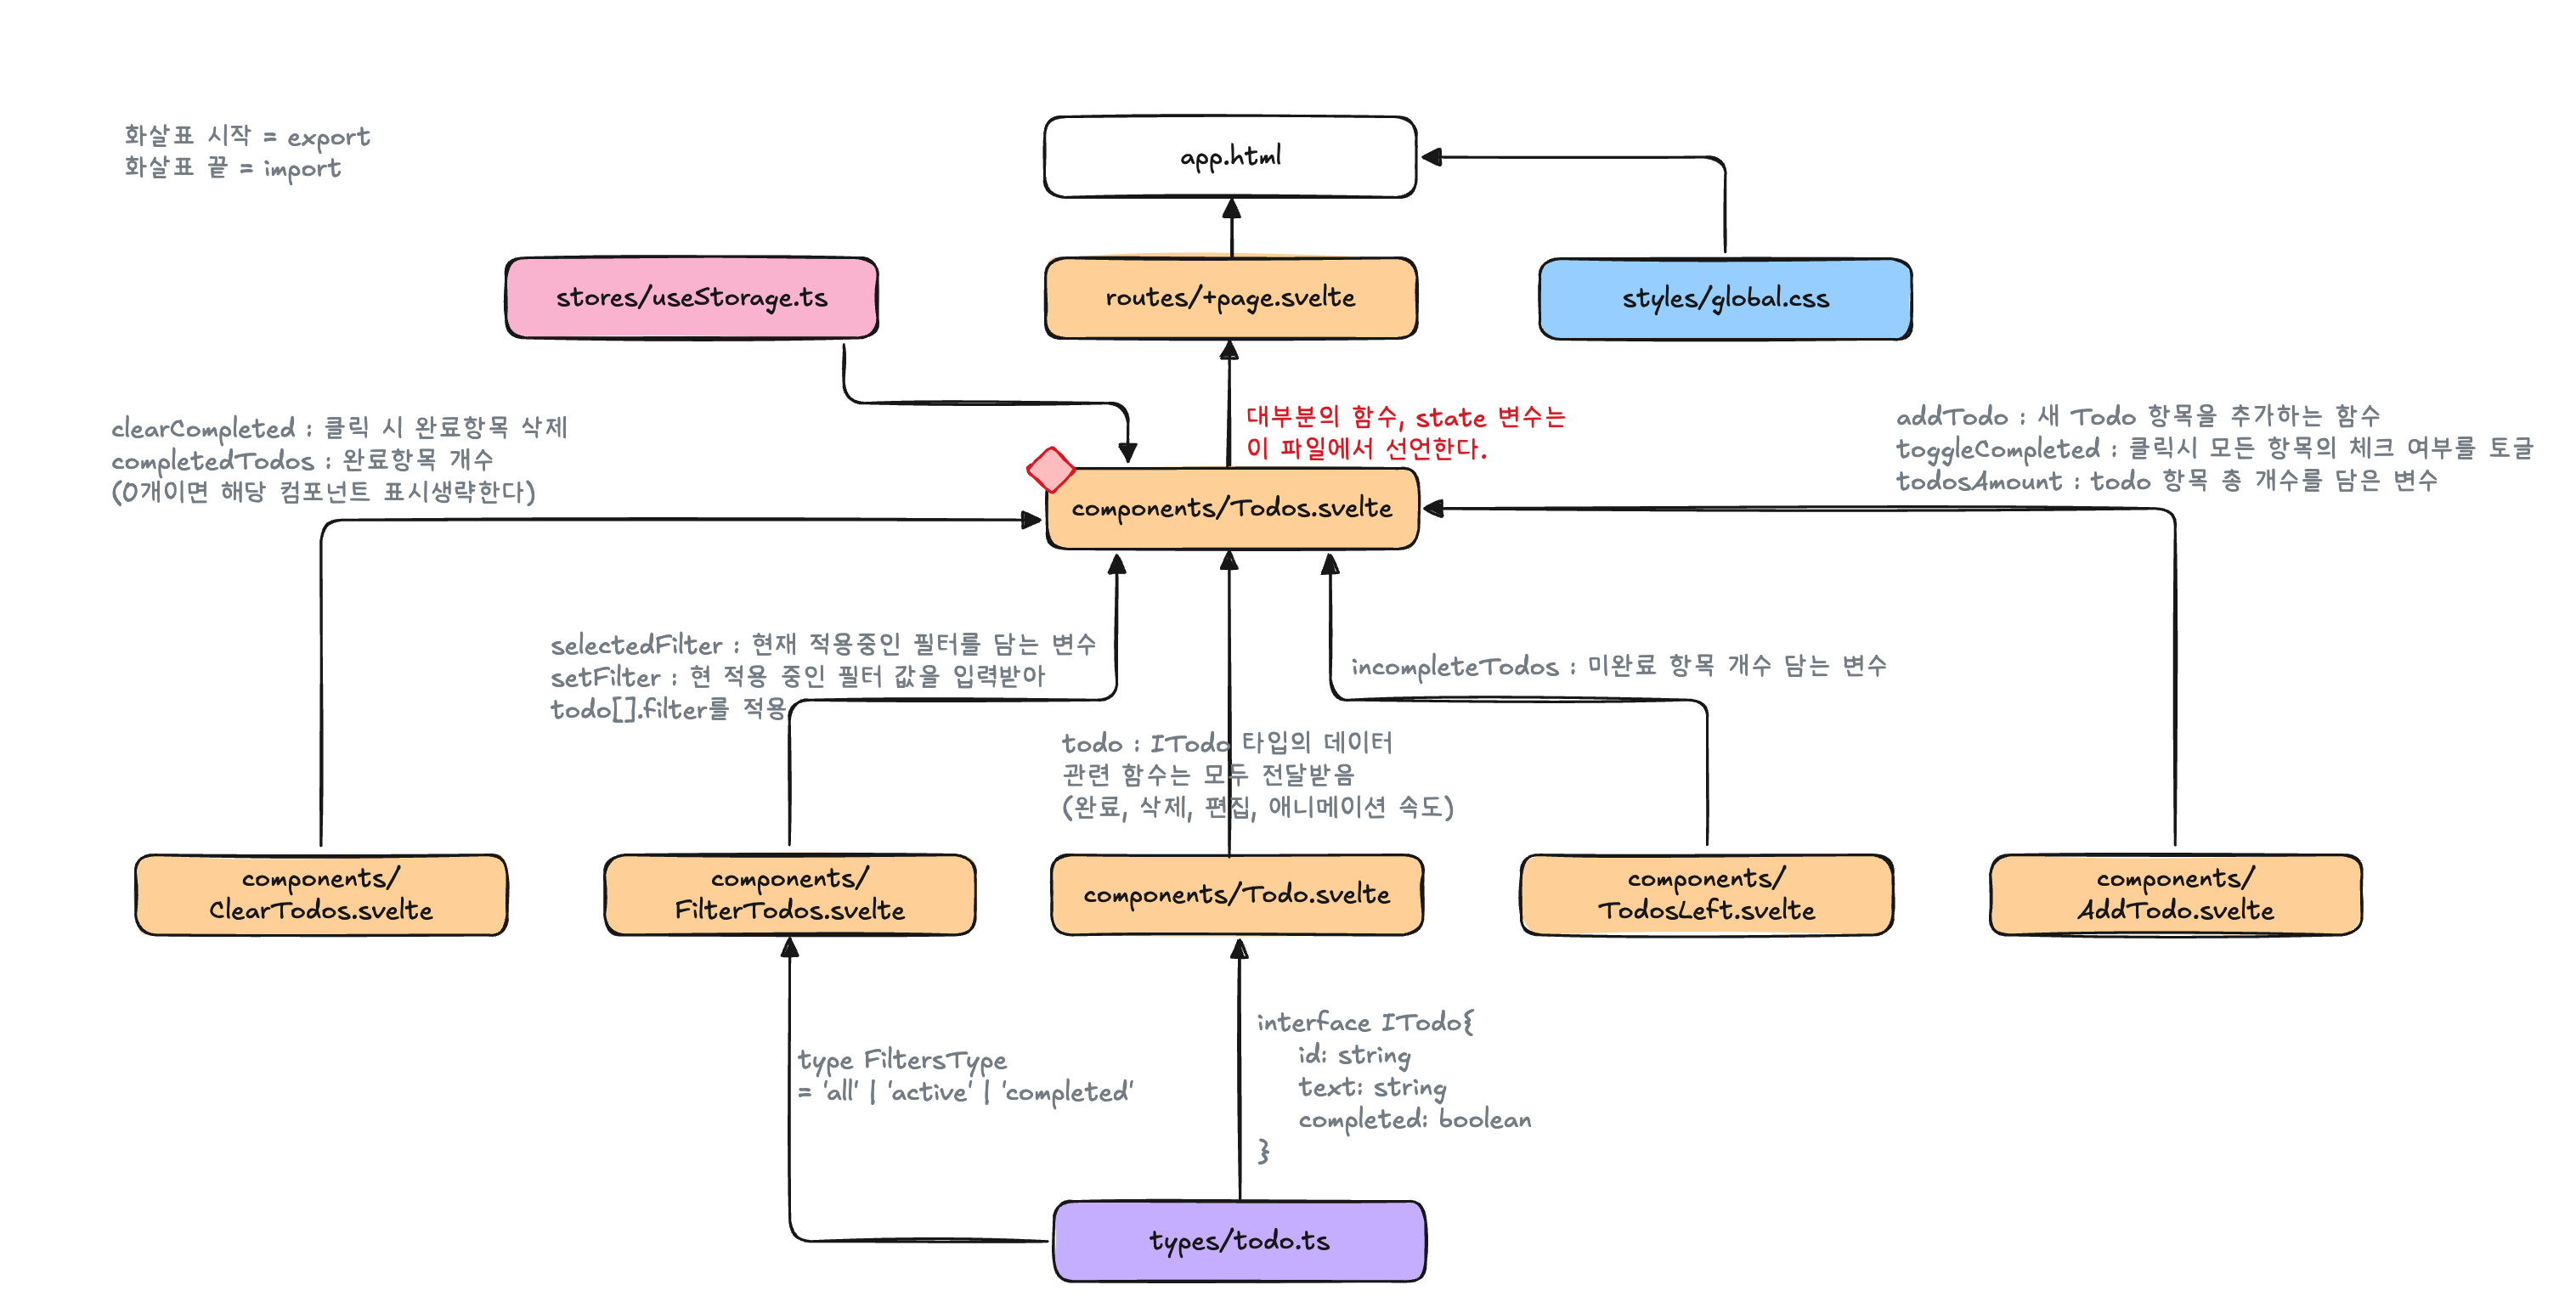 화살표 시작 = export
화살표 끝 = import
app.html
stores/useStorage.ts
routes/+page.svelte
styles/global.css
clearCompleted : 클릭 시 완료항목 삭제
completedTodos : 완료항목 개수
(0개이면 해당 컴포넌트 표시생략한다)
대부분의 함수, state 변수는
이 파일에서 선언한다.
addTodo : 새 Todo 항목을 추가하는 함수
toggleCompleted : 클릭시 모든 항목의 체크 여부를 토글
todosAmount : todo 항목 총 개수를 담은 변수
components/Todos.svelte
selectedFilter : 현재 적용중인 필터를 담는 변수
setFilter : 현 적용 중인 필터 값을 입력받아
todo[].filter를 적용
incompleteTodos : 미완료 항목 개수 담는 변수
todo : ITodo 타입의 데이터
관련 함수는 모두 전달받음
(완료, 삭제, 편집, 애니메이션 속도)
components/
ClearTodos.svelte
components/
FilterTodos.svelte
components/Todo.svelte
components/
TodosLeft.svelte
components/
AddTodo.svelte
type FiltersType
= 'all' | 'active' | 'completed'
interface ITodo{
id: string
text: string
completed: boolean
}
types/todo.ts